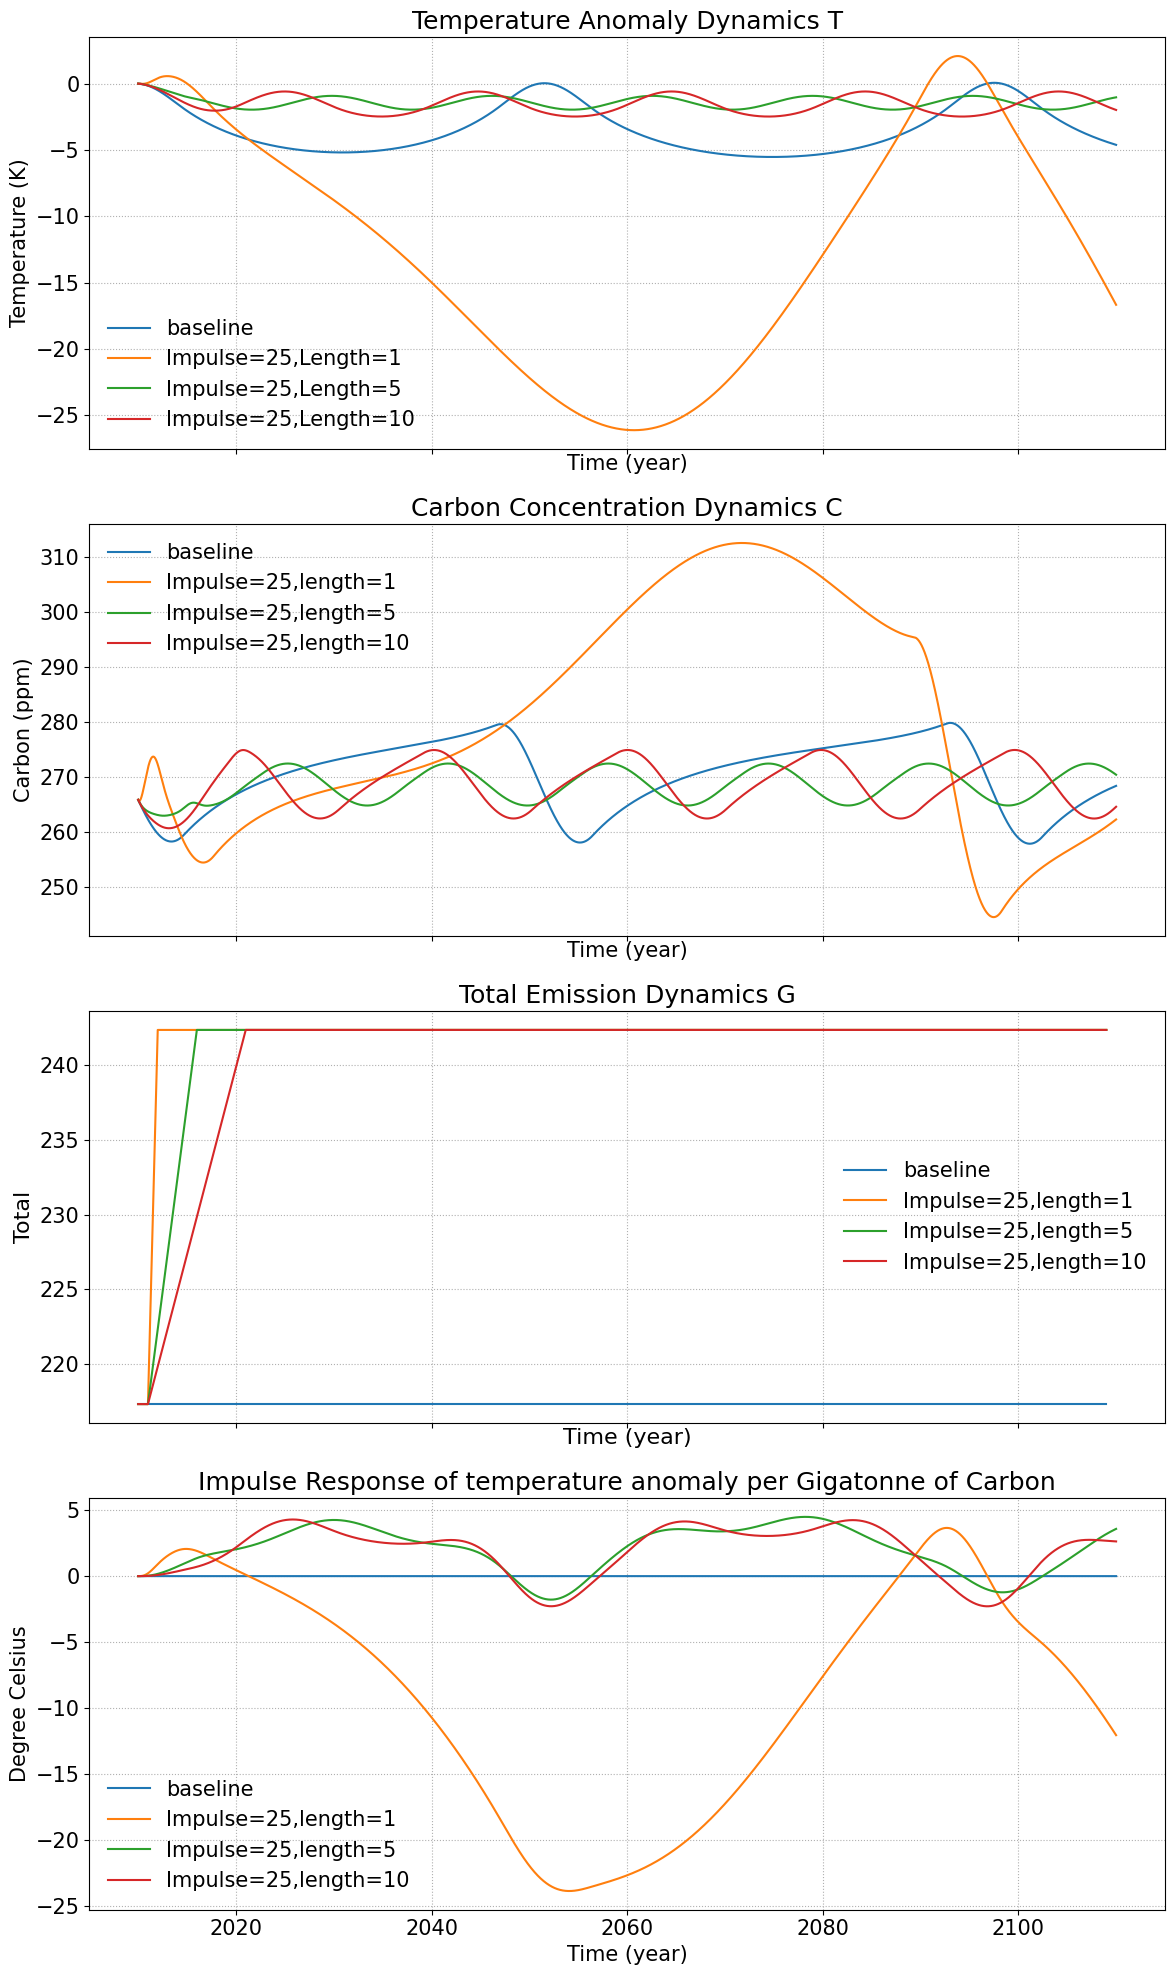 Temperature Anomaly Dynamics T
0
−5
−10
−15
−20
−25
Temperature (K)
baseline
Impulse=25,Length=1
Impulse=25,Length=5
Impulse=25,Length=10
Time (year)
Carbon Concentration Dynamics C
310
300
290
280
270
260
250
Carbon (ppm)
baseline
Impulse=25,length=1
Impulse=25,length=5
Impulse=25,length=10
Time (year)
Total Emission Dynamics G
240
235
230
225
220
Total
baseline
Impulse=25,length=1
Impulse=25,length=5
Impulse=25,length=10
Time (year)
Impulse Response of temperature anomaly per Gigatonne of Carbon
5
0
−5
−10
−15
−20
−25
Degree Celsius
baseline
Impulse=25,length=1
Impulse=25,length=5
Impulse=25,length=10
2020 2040 2060 2080 2100
Time (year)